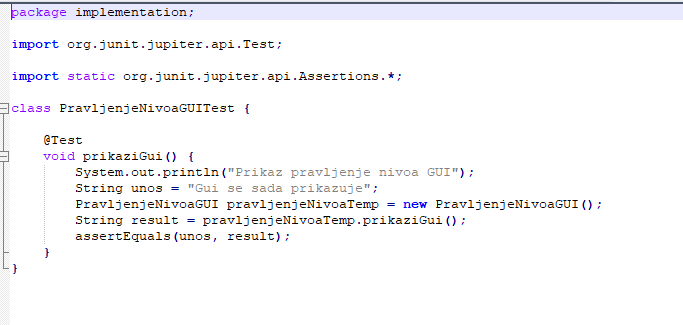 package implementation;
import org.junit.jupiter.api.Test;
import static org.junit.jupiter.api.Assertions.*;
class PravljenjeNivoaGUITest {
@Test
void prikaziGui() {
System.out.println("Prikaz pravljenje nivoa GUI");
String unos = "Gui se sada prikazuje";
PravljenjeNivoaGUI pravljenjeNivoaTemp = new PravljenjeNivoaGUI();
String result = pravljenjeNivoaTemp.prikaziGui();
assertEquals(unos, result);
}
}